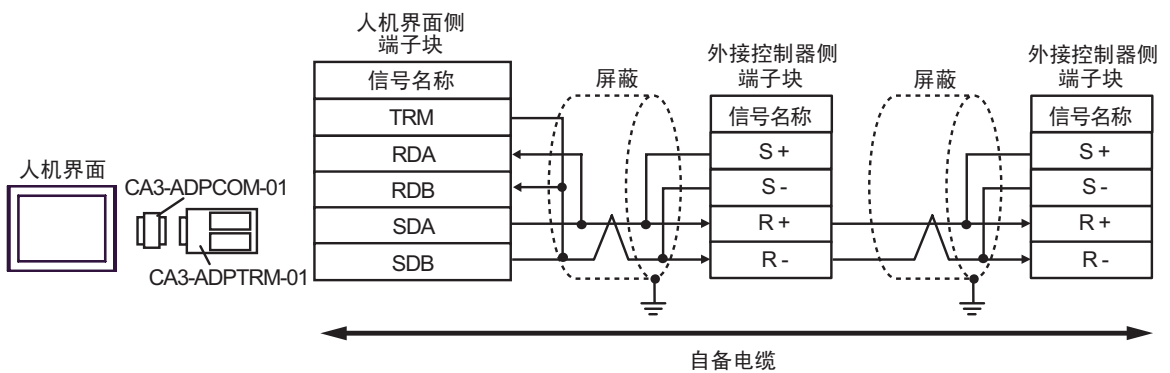 人机界面
CA3-ADPCOM-01
CA3-ADPTRM-01
人机界面侧
端子块
信号名称
TRM
RDA
RDB
SDA
SDB
屏蔽
外接控制器侧
端子块
信号名称
S+
S-
R+
R-
屏蔽
外接控制器侧
端子块
信号名称
S+
S-
R+
R-
自备电缆